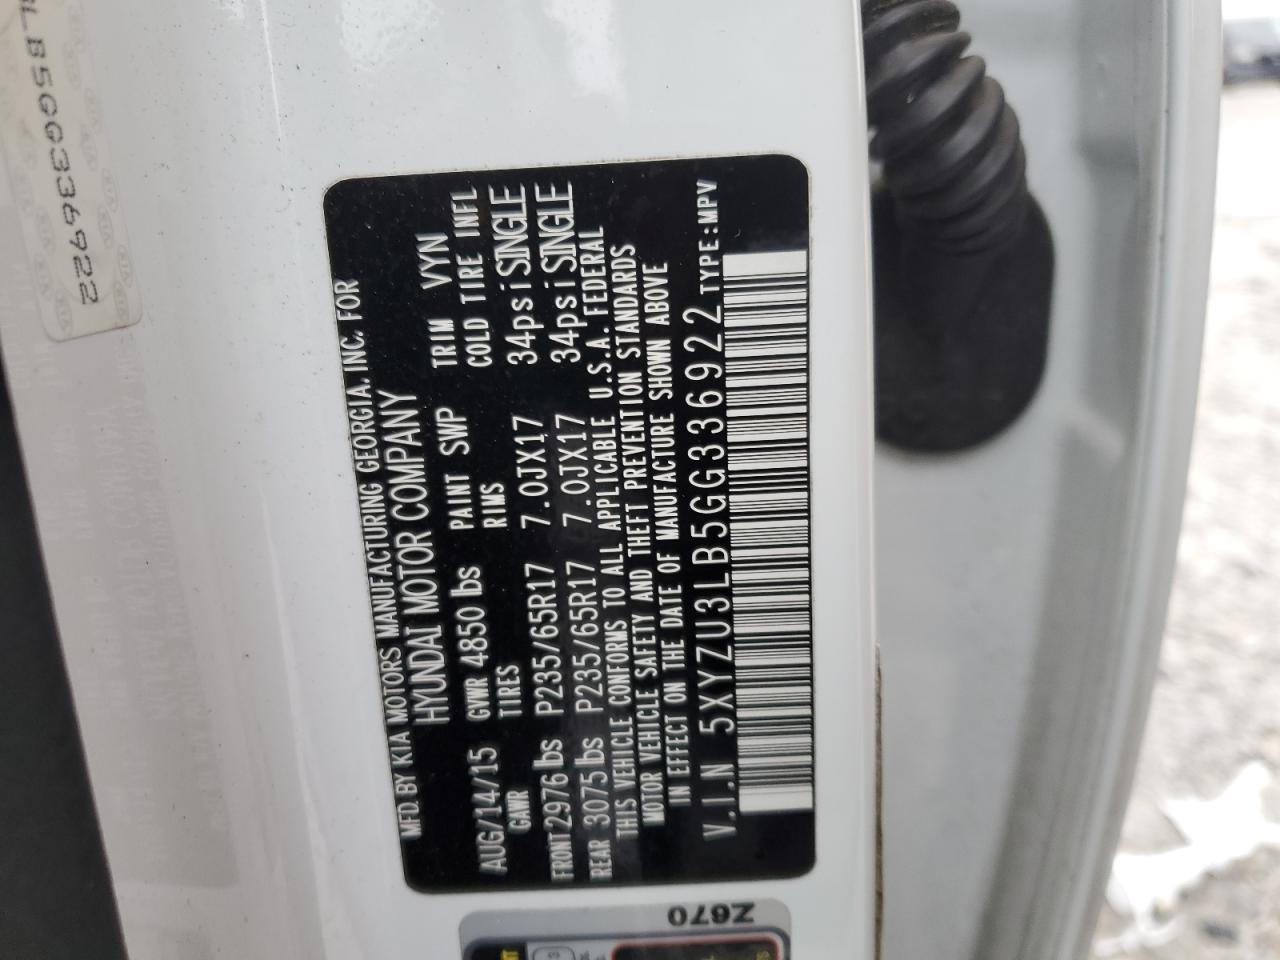 MFD. BY KIA MOTORS MANUFACTURING GEORGIA, INC. FOR
HYUNDAI MOTOR COMPANY
AUG/14/15 GVWR 4850 lbs PAINT SWP TRIM VYN
GAWR TIRES RIMS COLD TIRE INFL
FRONT 2976 lbs P235/65R17 7.0JX17 34psi SINGLE
REAR 3075 lbs P235/65R17 7.0JX17 34psi SINGLE
THIS VEHICLE CONFORMS TO ALL APPLICABLE U.S.A. FEDERAL
MOTOR VEHICLE SAFETY AND THEFT PREVENTION STANDARDS
IN EFFECT ON THE DATE OF MANUFACTURE SHOWN ABOVE
V.I.N 5XYZU3LB5GG336922 TYPE:MPV
LB5GG336922
Z670